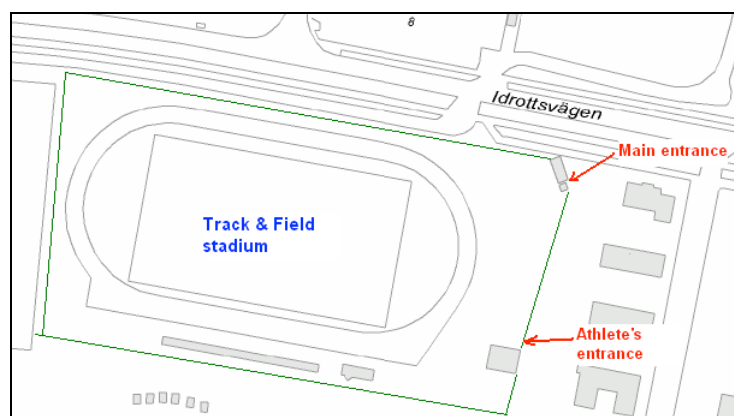 8
Idrottsvägen
Main entrance
Track & Field
stadium
Athlete's
entrance